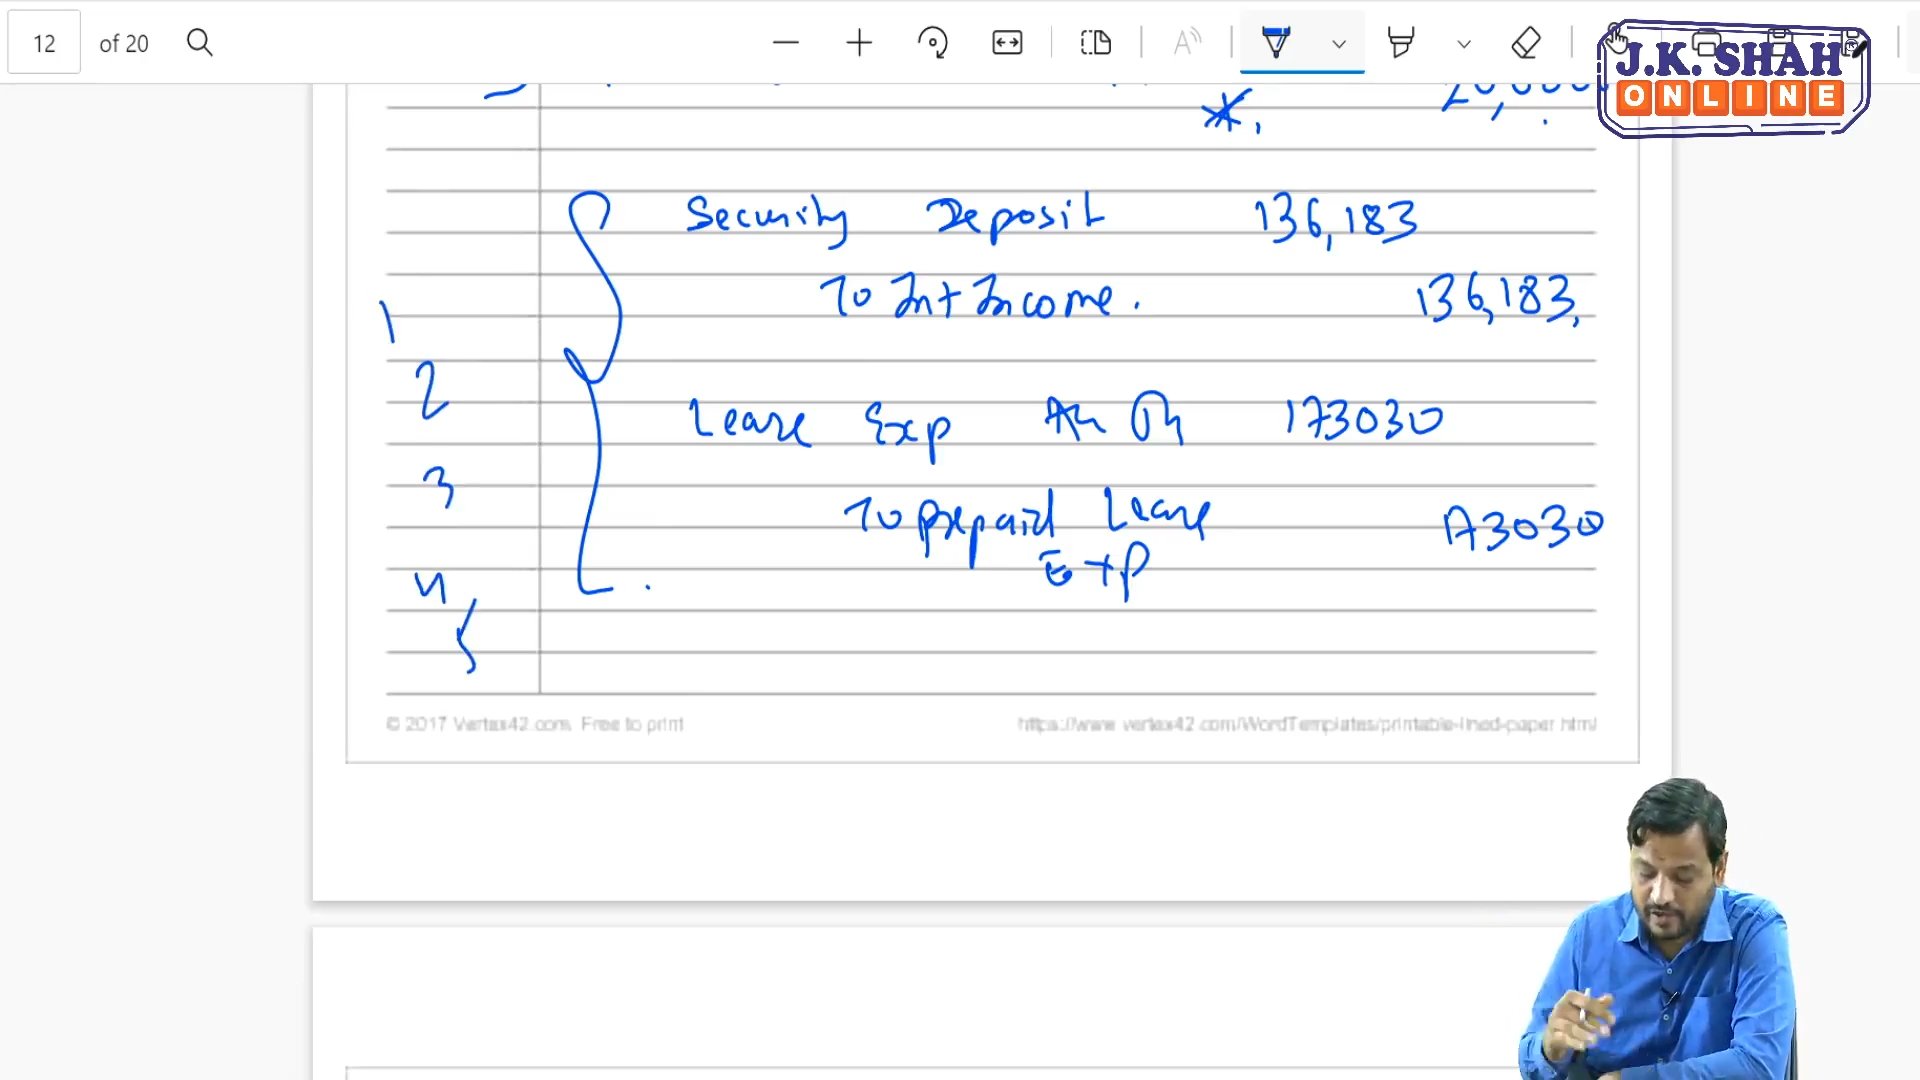 12 of 20
J.K. SHAH
ONLINE
Security Deposit 136,183
To Int Income. 136,183,
1
2
Lease Exp 173030
3
To prepaid Lease 173030
Exp
4
5
© 2017 Vertex42.com. Free to print https://www.vertex42.com/WordTemplates/printable-lined-paper.html